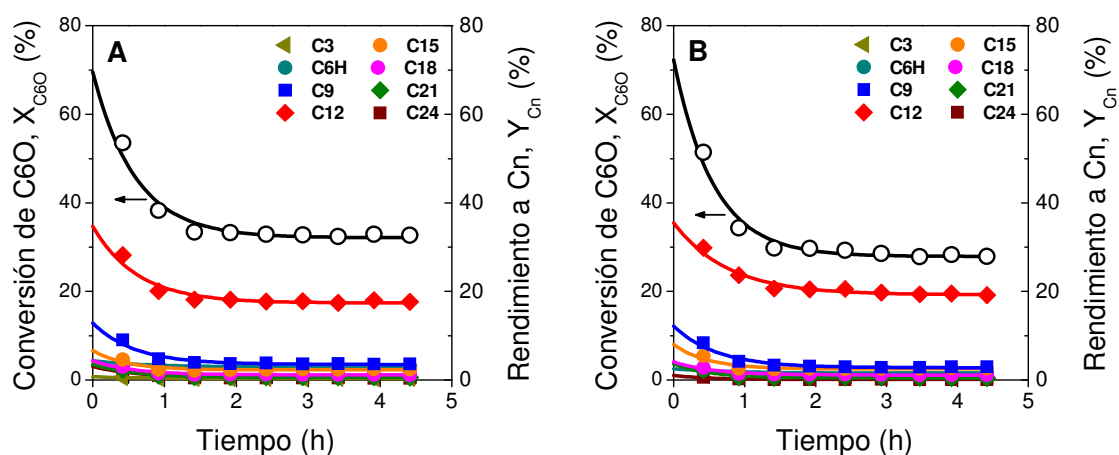 Conversión de C6O, X_C6O (%)
80
60
40
20
0
A
C3
C6H
C9
C12
C15
C18
C21
C24
80
60
40
20
0
Rendimiento a Cn, Y_Cn (%)
0 1 2 3 4 5
Tiempo (h)
Conversión de C6O, X_C6O (%)
80
60
40
20
0
B
C3
C6H
C9
C12
C15
C18
C21
C24
80
60
40
20
0
Rendimiento a Cn, Y_Cn (%)
0 1 2 3 4 5
Tiempo (h)